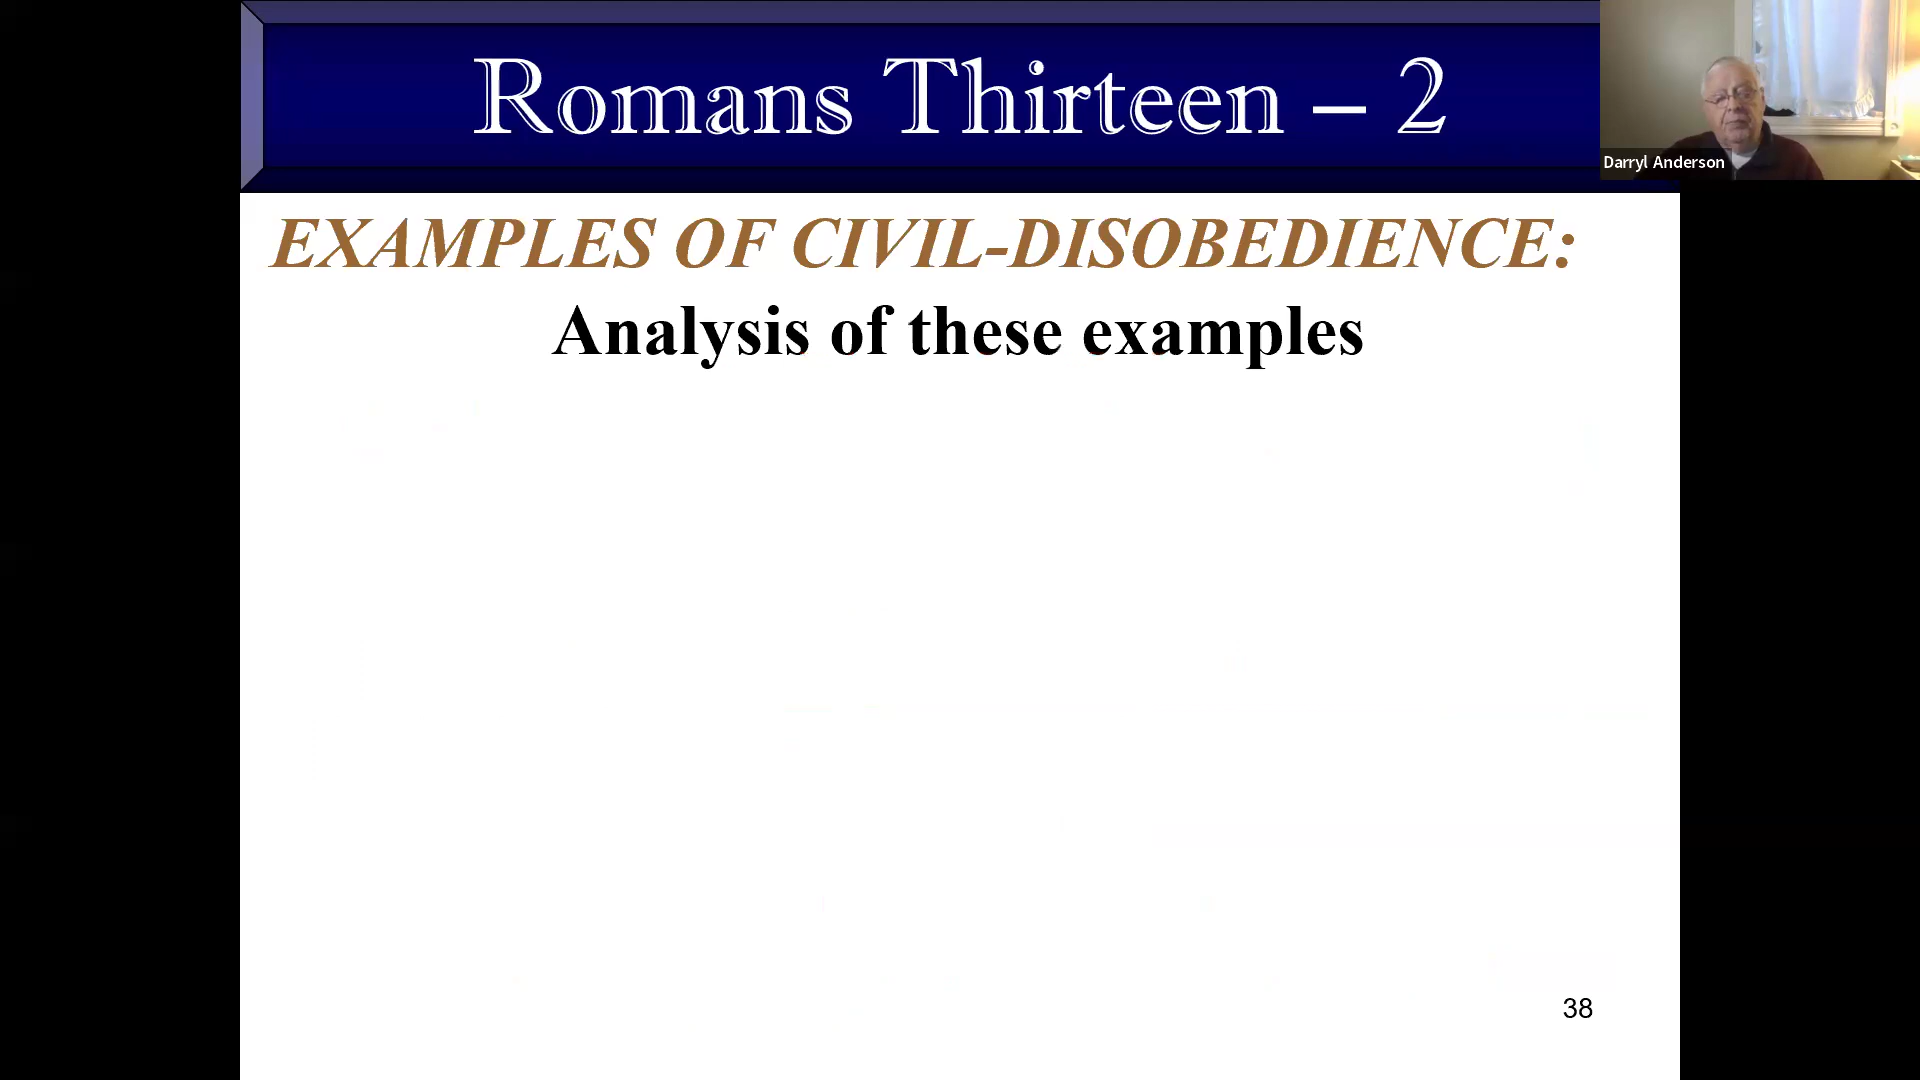 Romans Thirteen – 2
Darryl Anderson
EXAMPLES OF CIVIL-DISOBEDIENCE:
Analysis of these examples
38